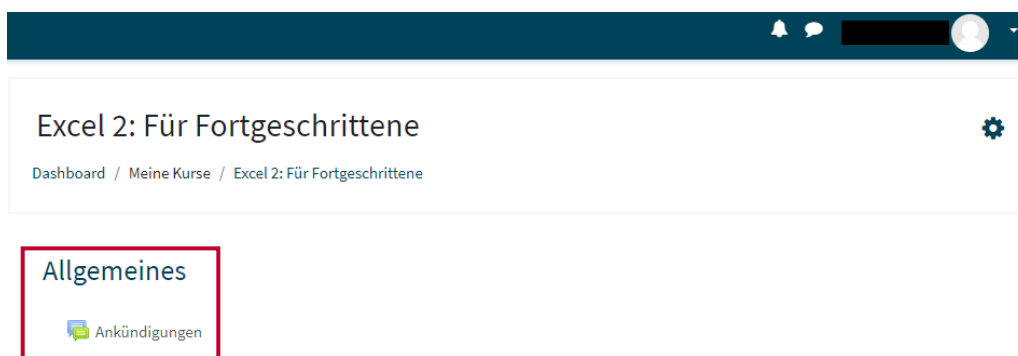 Excel 2: Für Fortgeschrittene
Dashboard / Meine Kurse / Excel 2: Für Fortgeschrittene
Allgemeines
Ankündigungen